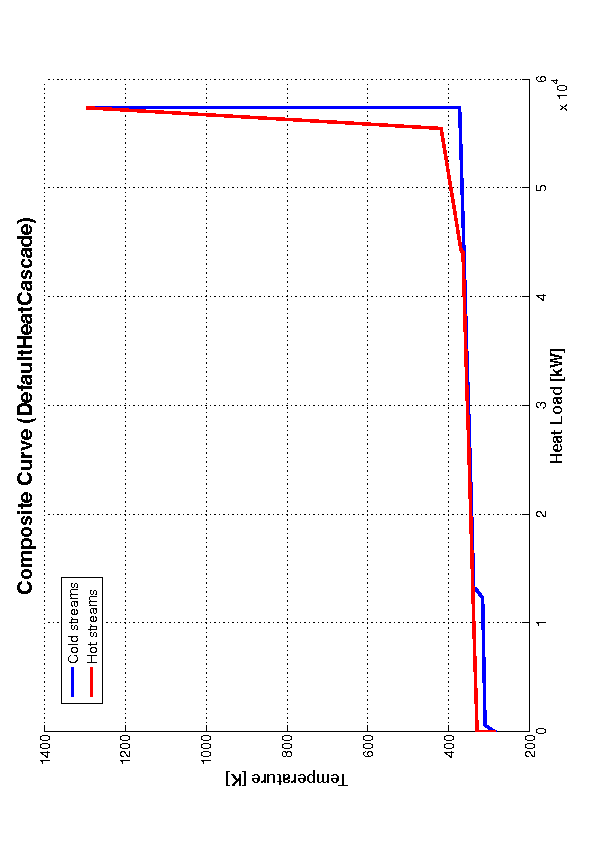 Composite Curve (DefaultHeatCascade)
Cold streams
Hot streams
1400
1200
1000
800
600
400
200
Temperature [K]
0
1
2
3
4
5
6
x 10^4
Heat Load [kW]